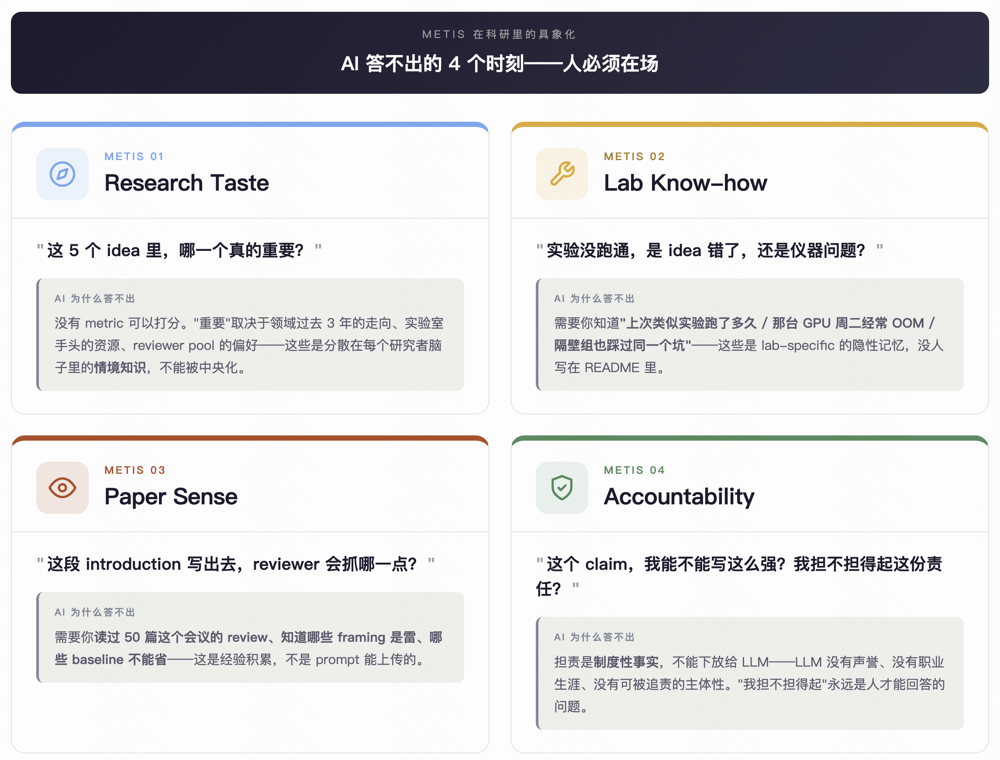 METIS 在科研里的具象化
AI 答不出的 4 个时刻——人必须在场
METIS 01
Research Taste
"这 5 个 idea 里，哪一个真的重要？"
AI 为什么答不出
没有 metric 可以打分。"重要"取决于领域过去 3 年的走向、实验室
手头的资源、reviewer pool 的偏好——这些是分散在每个研究者脑
子里的情境知识，不能被中央化。
METIS 02
Lab Know-how
"实验没跑通，是 idea 错了，还是仪器问题？"
AI 为什么答不出
需要你知道"上次类似实验跑了多久 / 那台 GPU 周二经常 OOM /
隔壁组也踩过同一个坑"——这些是 lab-specific 的隐性记忆，没人
写在 README 里。
METIS 03
Paper Sense
"这段 introduction 写出去，reviewer 会抓哪一点？"
AI 为什么答不出
需要你读过 50 篇这个会议的 review、知道哪些 framing 是雷、哪
些 baseline 不能省——这是经验积累，不是 prompt 能上传的。
METIS 04
Accountability
"这个 claim，我能不能写这么强？我担不担得起这份责
任？"
AI 为什么答不出
担责是制度性事实，不能下放给 LLM——LLM 没有声誉、没有职业
生涯、没有可被追责的主体性。"我担不担得起"永远是人才能回答的
问题。